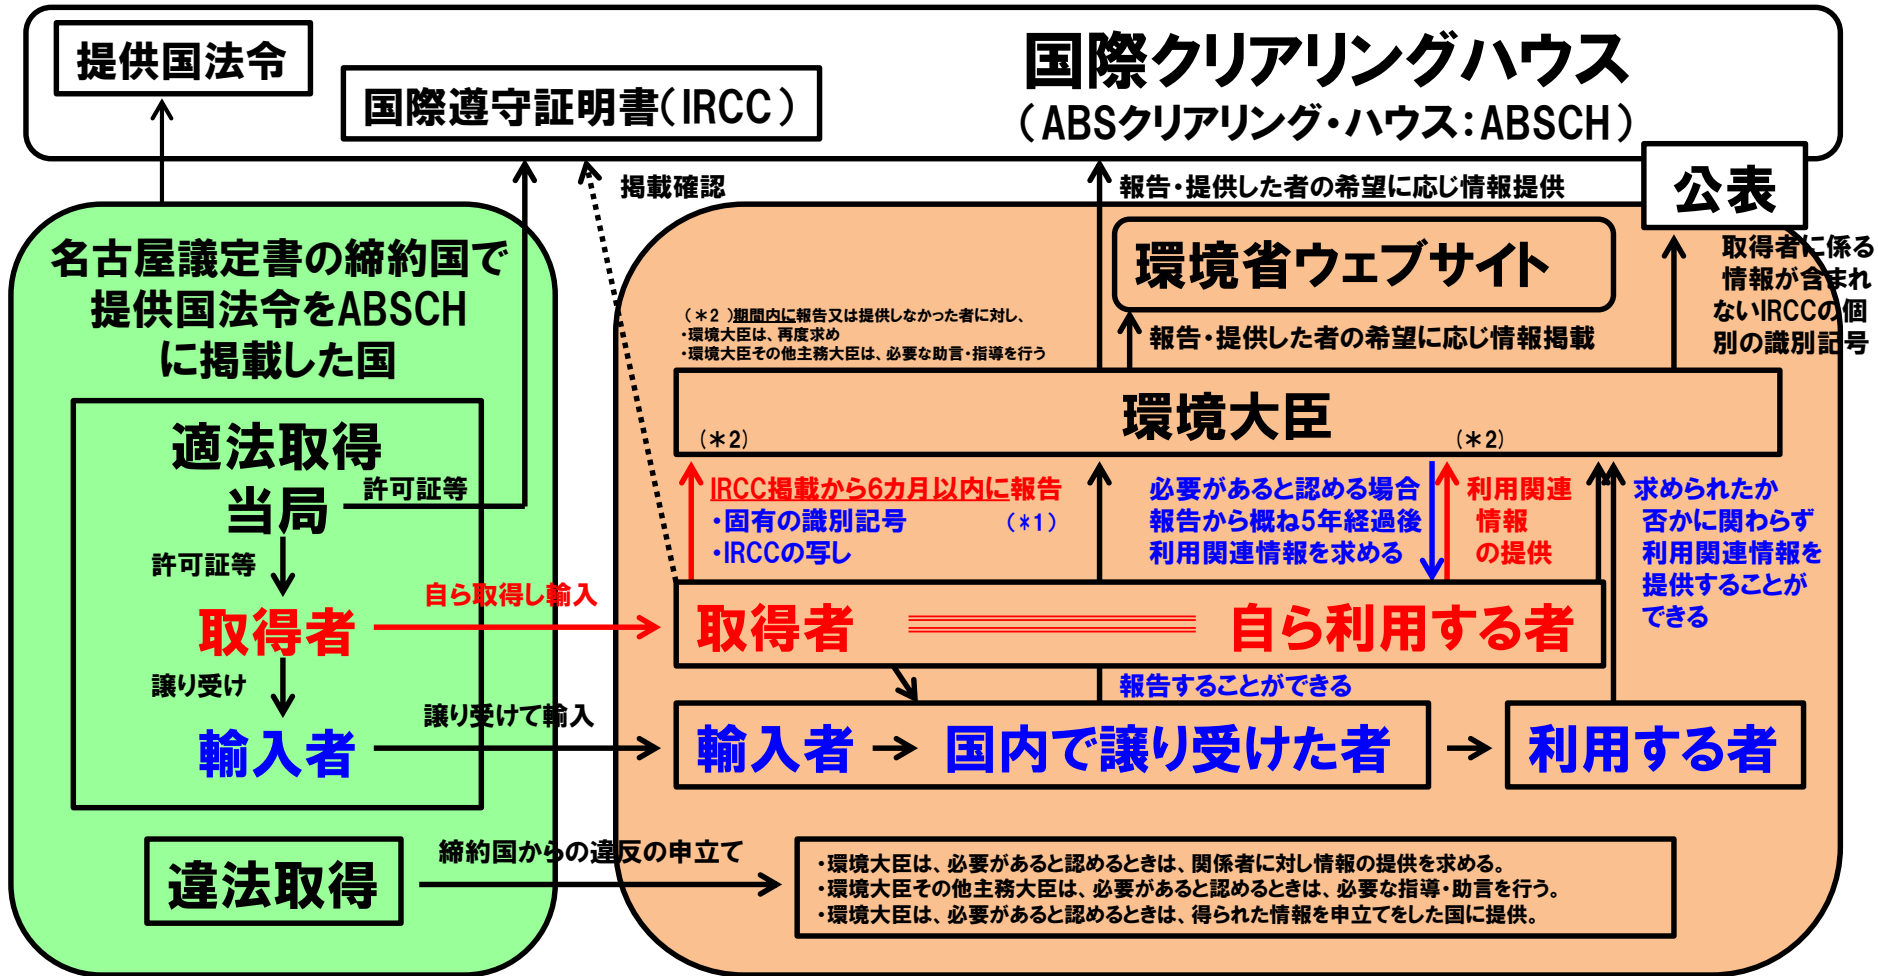 提供国法令
国際遵守証明書(IRCC)
国際クリアリングハウス
(ABSクリアリング・ハウス:ABSCH)
公表
掲載確認
報告・提供した者の希望に応じ情報提供
名古屋議定書の締約国で
提供国法令をABSCH
に掲載した国
環境省ウェブサイト
取得者に係る
情報が含まれ
ないIRCCの個
別の識別記号
(*2 )期間内に報告又は提供しなかった者に対し、
・環境大臣は、再度求め
・環境大臣その他主務大臣は、必要な助言・指導を行う
報告・提供した者の希望に応じ情報掲載
環境大臣
(*2)
(*2)
適法取得
当局
許可証等
許可証等
取得者
譲り受け
輸入者
IRCC掲載から6カ月以内に報告
・固有の識別記号 (*1)
・IRCCの写し
必要があると認める場合
報告から概ね5年経過後
利用関連情報を求める
利用関連
情報
の提供
求められたか
否かに関わらず
利用関連情報を
提供することが
できる
自ら取得し輸入
取得者
自ら利用する者
報告することができる
譲り受けて輸入
輸入者
国内で譲り受けた者
利用する者
違法取得
締約国からの違反の申立て
・環境大臣は、必要があると認めるときは、関係者に対し情報の提供を求める。
・環境大臣その他主務大臣は、必要があると認めるときは、必要な指導・助言を行う。
・環境大臣は、必要があると認めるときは、得られた情報を申立てをした国に提供。